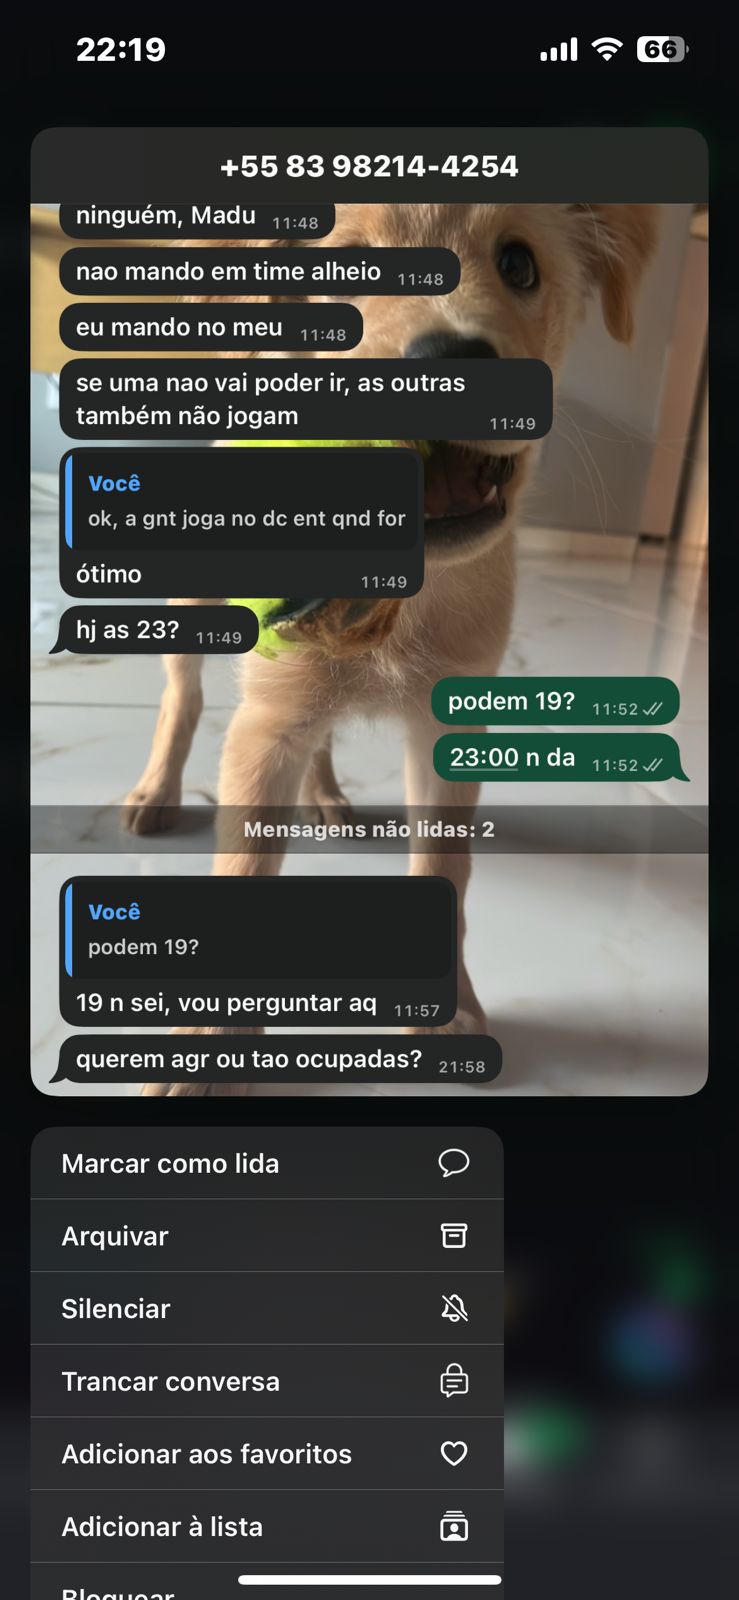 22:19
66
+55 83 98214-4254
ninguém, Madu 11:48
nao mando em time alheio 11:48
eu mando no meu 11:48
se uma nao vai poder ir, as outras
também não jogam 11:49
Você
ok, a gnt joga no dc ent qnd for
ótimo 11:49
hj as 23? 11:49
podem 19? 11:52
23:00 n da 11:52
Mensagens não lidas: 2
Você
podem 19?
19 n sei, vou perguntar aq 11:57
querem agr ou tao ocupadas? 21:58
Marcar como lida
Arquivar
Silenciar
Trancar conversa
Adicionar aos favoritos
Adicionar à lista
Bloquear